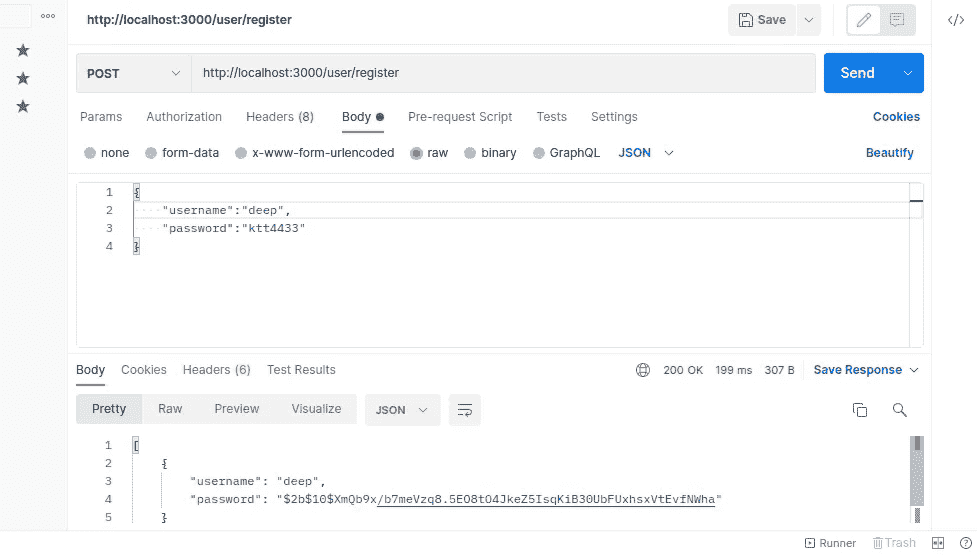 http://localhost:3000/user/register
Save
POST
http://localhost:3000/user/register
Send
Params Authorization Headers (8) Body Pre-request Script Tests Settings Cookies
none form-data x-www-form-urlencoded raw binary GraphQL JSON Beautify
1 {
2 "username":"deep",
3 "password":"ktt4433"
4 }
Body Cookies Headers (6) Test Results 200 OK 199 ms 307 B Save Response
Pretty Raw Preview Visualize JSON
1 [
2 {
3 "username": "deep",
4 "password": "$2b$10$XmQb9x/b7meVzq8.5EO8tO4JkeZ5IsqKiB30UbFUxhsxVtEvfNWha"
5 }
Runner Trash